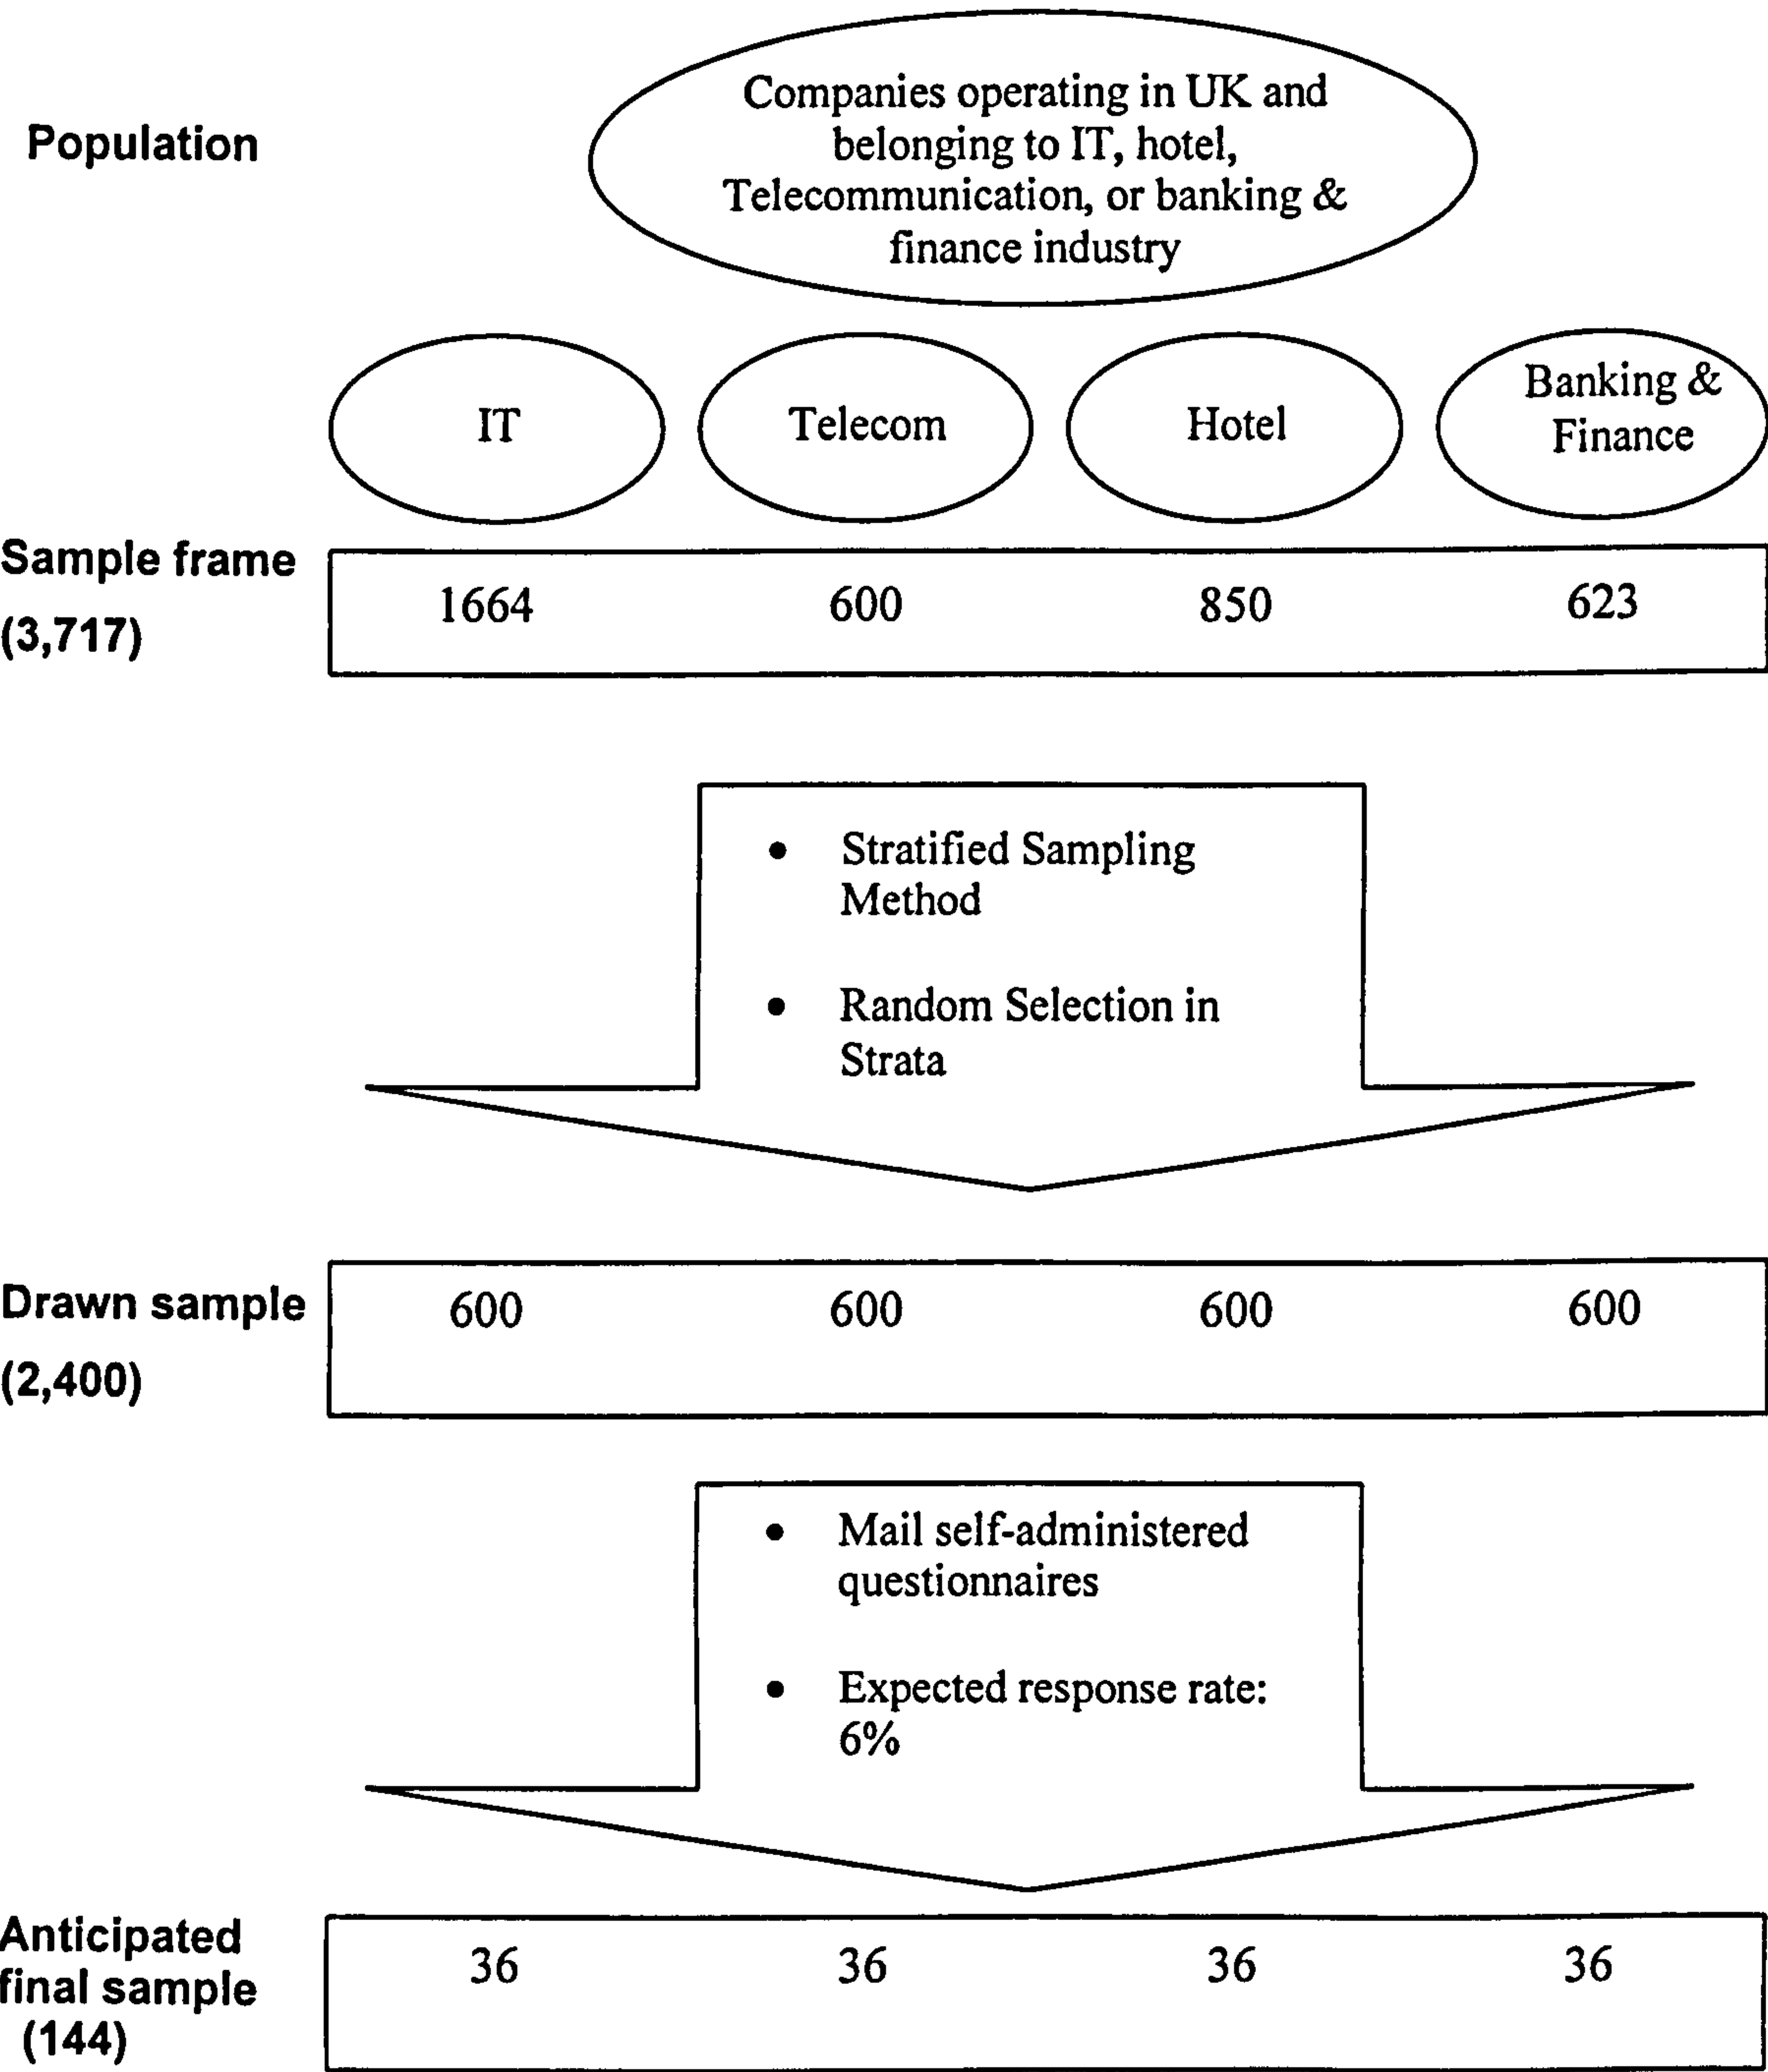 Population
Companies operating in UK and
belonging to IT, hotel,
Telecommunication, or banking &
finance industry
IT
Telecom
Hotel
Banking &
Finance
Sample frame
(3,717)
1664 600 850 623
• Stratified Sampling
Method
• Random Selection in
Strata
Drawn sample
(2,400)
600 600 600 600
• Mail self-administered
questionnaires
• Expected response rate:
6%
Anticipated
final sample
(144)
36 36 36 36